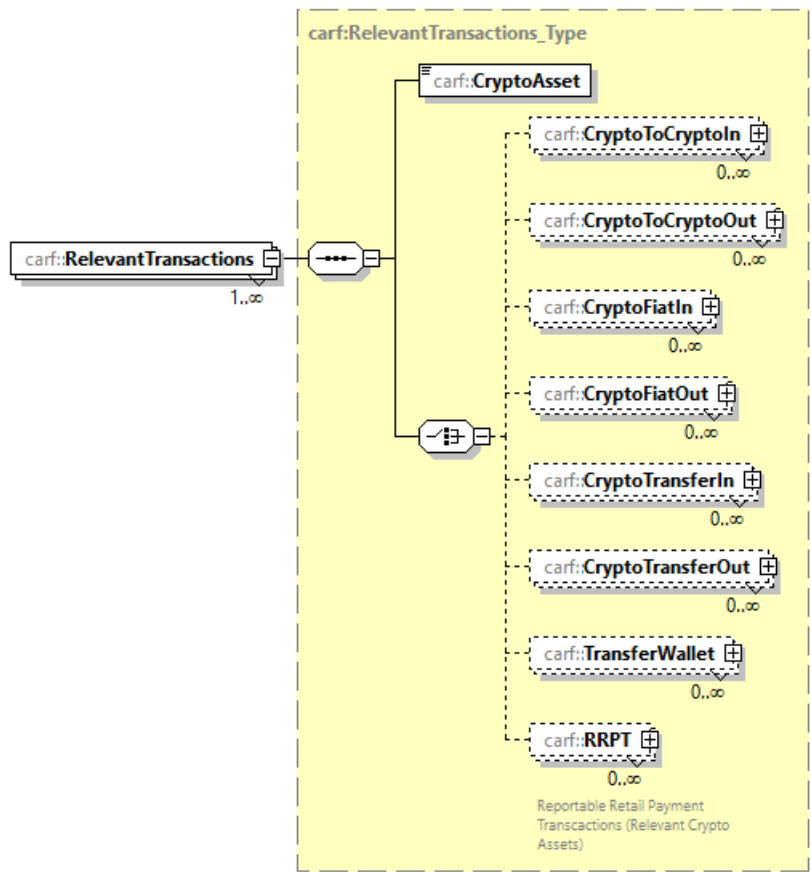 carf:RelevantTransactions_Type
carf::CryptoAsset
carf::CryptoToCryptoIn
0..∞
carf::CryptoToCryptoOut
0..∞
carf::RelevantTransactions
1..∞
carf::CryptoFiatIn
0..∞
carf::CryptoFiatOut
0..∞
carf::CryptoTransferIn
0..∞
carf::CryptoTransferOut
0..∞
carf::TransferWallet
0..∞
carf::RRPT
0..∞
Reportable Retail Payment
Transcactions (Relevant Crypto
Assets)